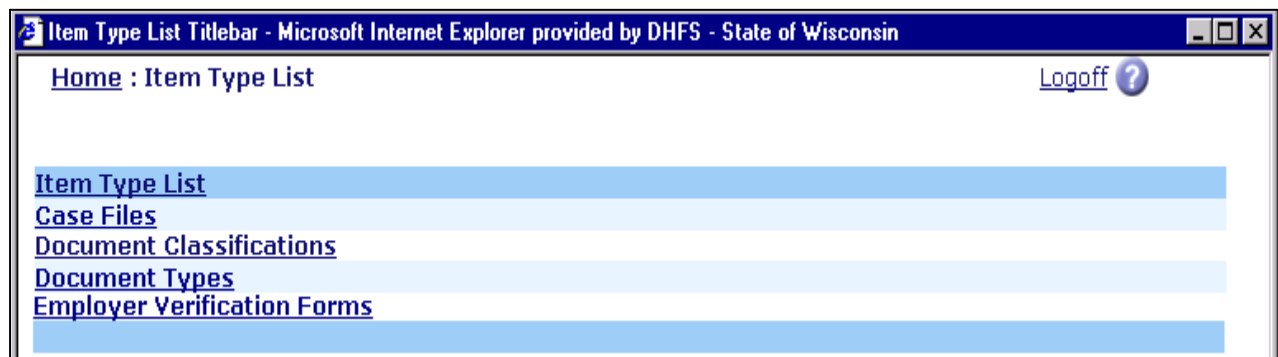 Item Type List Titlebar - Microsoft Internet Explorer provided by DHFS - State of Wisconsin
Home : Item Type List Logoff ?
Item Type List
Case Files
Document Classifications
Document Types
Employer Verification Forms